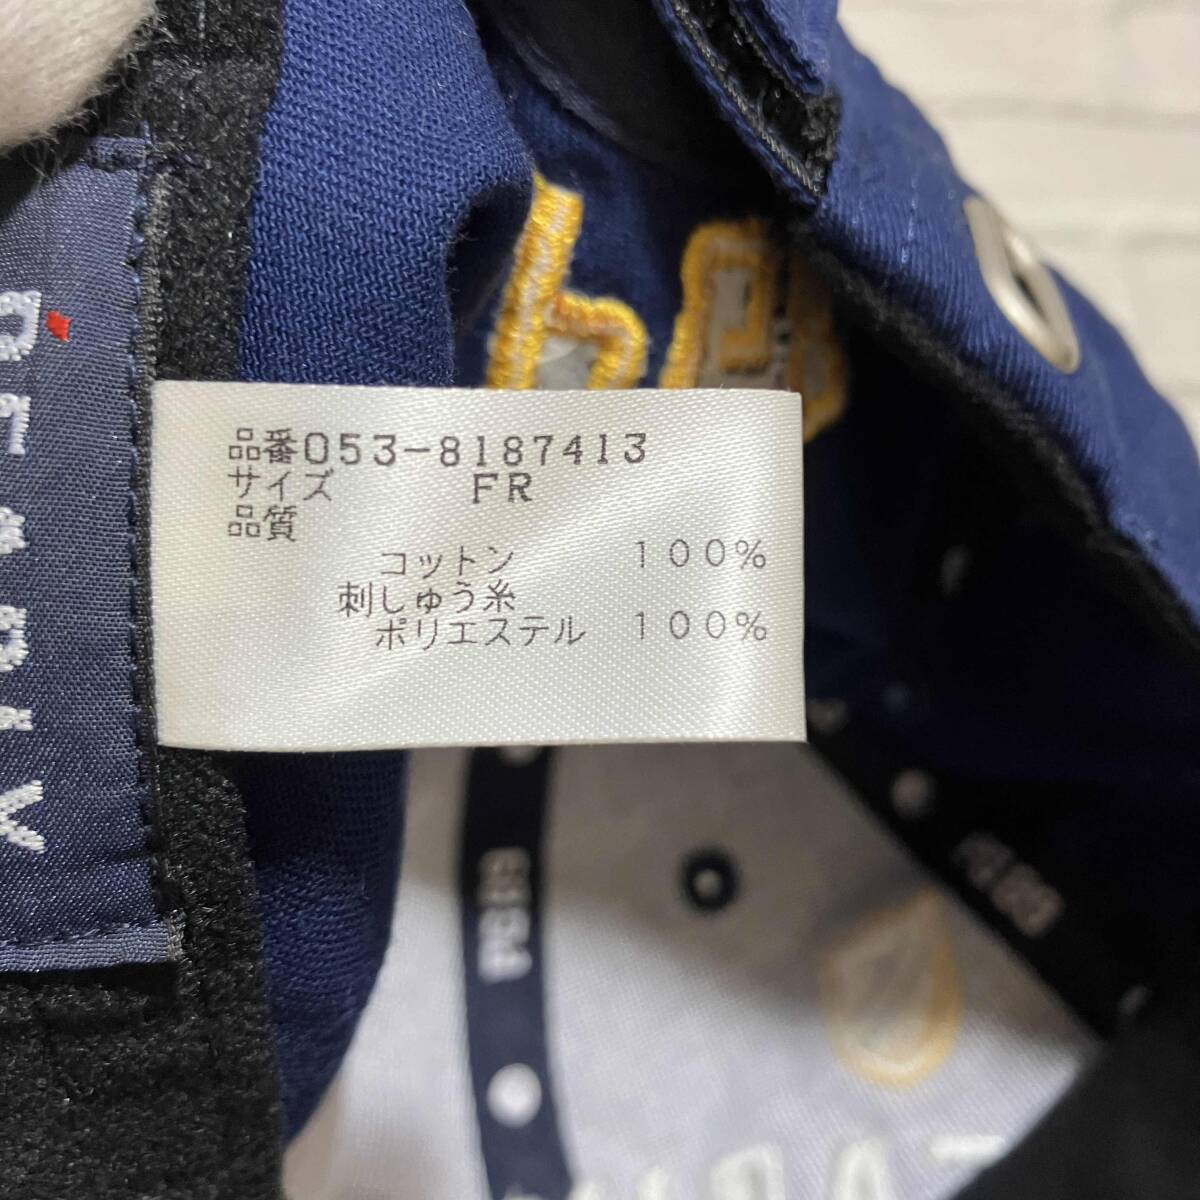 品番053-8187413
サイズ FR
品質
コットン 100%
刺しゅう糸
ポリエステル 100%